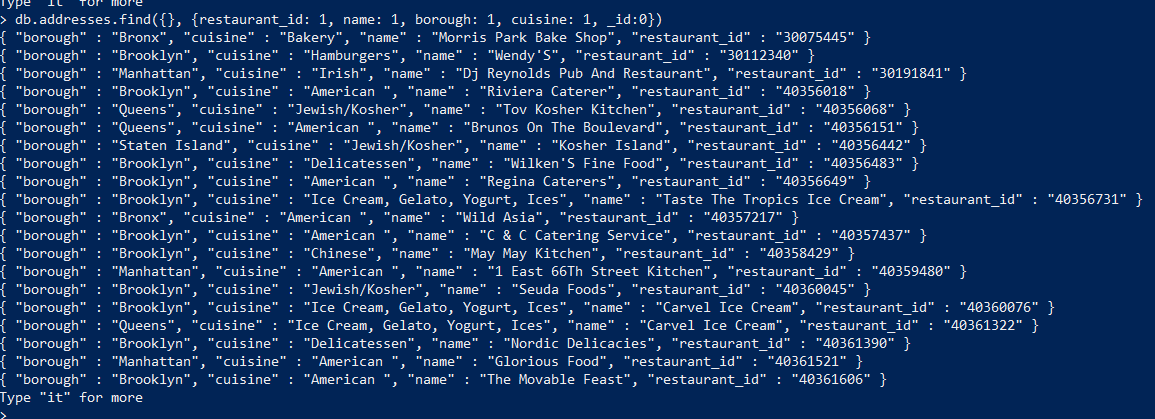 Type "it" for more
> db.addresses.find({}, {restaurant_id: 1, name: 1, borough: 1, cuisine: 1, _id:0})
{ "borough" : "Bronx", "cuisine" : "Bakery", "name" : "Morris Park Bake Shop", "restaurant_id" : "30075445" }
{ "borough" : "Brooklyn", "cuisine" : "Hamburgers", "name" : "Wendy'S", "restaurant_id" : "30112340" }
{ "borough" : "Manhattan", "cuisine" : "Irish", "name" : "Dj Reynolds Pub And Restaurant", "restaurant_id" : "30191841" }
{ "borough" : "Brooklyn", "cuisine" : "American ", "name" : "Riviera Caterer", "restaurant_id" : "40356018" }
{ "borough" : "Queens", "cuisine" : "Jewish/Kosher", "name" : "Tov Kosher Kitchen", "restaurant_id" : "40356068" }
{ "borough" : "Queens", "cuisine" : "American ", "name" : "Brunos On The Boulevard", "restaurant_id" : "40356151" }
{ "borough" : "Staten Island", "cuisine" : "Jewish/Kosher", "name" : "Kosher Island", "restaurant_id" : "40356442" }
{ "borough" : "Brooklyn", "cuisine" : "Delicatessen", "name" : "Wilken'S Fine Food", "restaurant_id" : "40356483" }
{ "borough" : "Brooklyn", "cuisine" : "American ", "name" : "Regina Caterers", "restaurant_id" : "40356649" }
{ "borough" : "Brooklyn", "cuisine" : "Ice Cream, Gelato, Yogurt, Ices", "name" : "Taste The Tropics Ice Cream", "restaurant_id" : "40356731" }
{ "borough" : "Bronx", "cuisine" : "American ", "name" : "Wild Asia", "restaurant_id" : "40357217" }
{ "borough" : "Brooklyn", "cuisine" : "American ", "name" : "C & C Catering Service", "restaurant_id" : "40357437" }
{ "borough" : "Brooklyn", "cuisine" : "Chinese", "name" : "May May Kitchen", "restaurant_id" : "40358429" }
{ "borough" : "Manhattan", "cuisine" : "American ", "name" : "1 East 66Th Street Kitchen", "restaurant_id" : "40359480" }
{ "borough" : "Brooklyn", "cuisine" : "Jewish/Kosher", "name" : "Seuda Foods", "restaurant_id" : "40360045" }
{ "borough" : "Brooklyn", "cuisine" : "Ice Cream, Gelato, Yogurt, Ices", "name" : "Carvel Ice Cream", "restaurant_id" : "40360076" }
{ "borough" : "Queens", "cuisine" : "Ice Cream, Gelato, Yogurt, Ices", "name" : "Carvel Ice Cream", "restaurant_id" : "40361322" }
{ "borough" : "Brooklyn", "cuisine" : "Delicatessen", "name" : "Nordic Delicacies", "restaurant_id" : "40361390" }
{ "borough" : "Manhattan", "cuisine" : "American ", "name" : "Glorious Food", "restaurant_id" : "40361521" }
{ "borough" : "Brooklyn", "cuisine" : "American ", "name" : "The Movable Feast", "restaurant_id" : "40361606" }
Type "it" for more
>